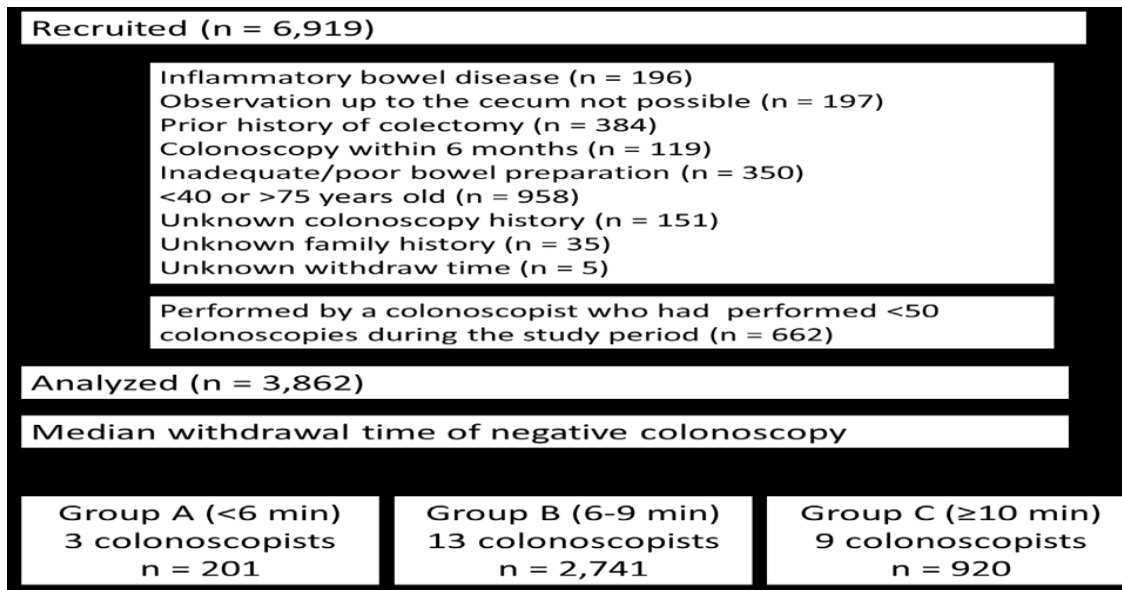 Recruited (n = 6,919)
Inflammatory bowel disease (n = 196)
Observation up to the cecum not possible (n = 197)
Prior history of colectomy (n = 384)
Colonoscopy within 6 months (n = 119)
Inadequate/poor bowel preparation (n = 350)
<40 or >75 years old (n = 958)
Unknown colonoscopy history (n = 151)
Unknown family history (n = 35)
Unknown withdraw time (n = 5)
Performed by a colonoscopist who had performed <50
colonoscopies during the study period (n = 662)
Analyzed (n = 3,862)
Median withdrawal time of negative colonoscopy
Group A (<6 min)
3 colonoscopists
n = 201
Group B (6-9 min)
13 colonoscopists
n = 2,741
Group C (≥10 min)
9 colonoscopists
n = 920